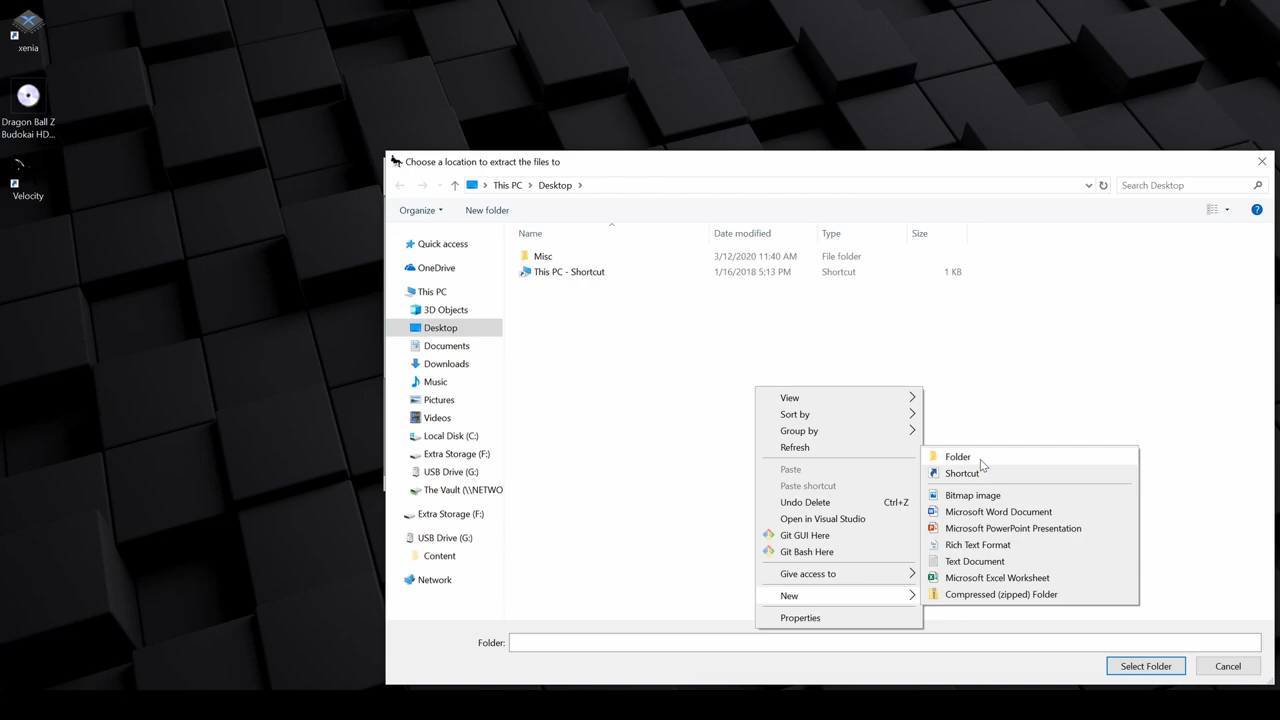 xenia
Dragon Ball Z
Budokai HD...
Velocity
Choose a location to extract the files to
This PC
Desktop
Search Desktop
Organize
New folder
Name
Date modified
Type
Size
Quick access
OneDrive
This PC
3D Objects
Desktop
Documents
Downloads
Music
Pictures
Videos
Local Disk (C:)
Extra Storage (F:)
USB Drive (G:)
The Vault (\\NETWO
Extra Storage (F:)
USB Drive (G:)
Content
Network
Misc 3/12/2020 11:40 AM File folder
This PC - Shortcut 1/16/2018 5:13 PM Shortcut 1 KB
View
Sort by
Group by
Refresh
Paste
Paste shortcut
Undo Delete Ctrl+Z
Open in Visual Studio
Git GUI Here
Git Bash Here
Give access to
New
Properties
Folder
Shortcut
Bitmap image
Microsoft Word Document
Microsoft PowerPoint Presentation
Rich Text Format
Text Document
Microsoft Excel Worksheet
Compressed (zipped) Folder
Folder:
Select Folder
Cancel